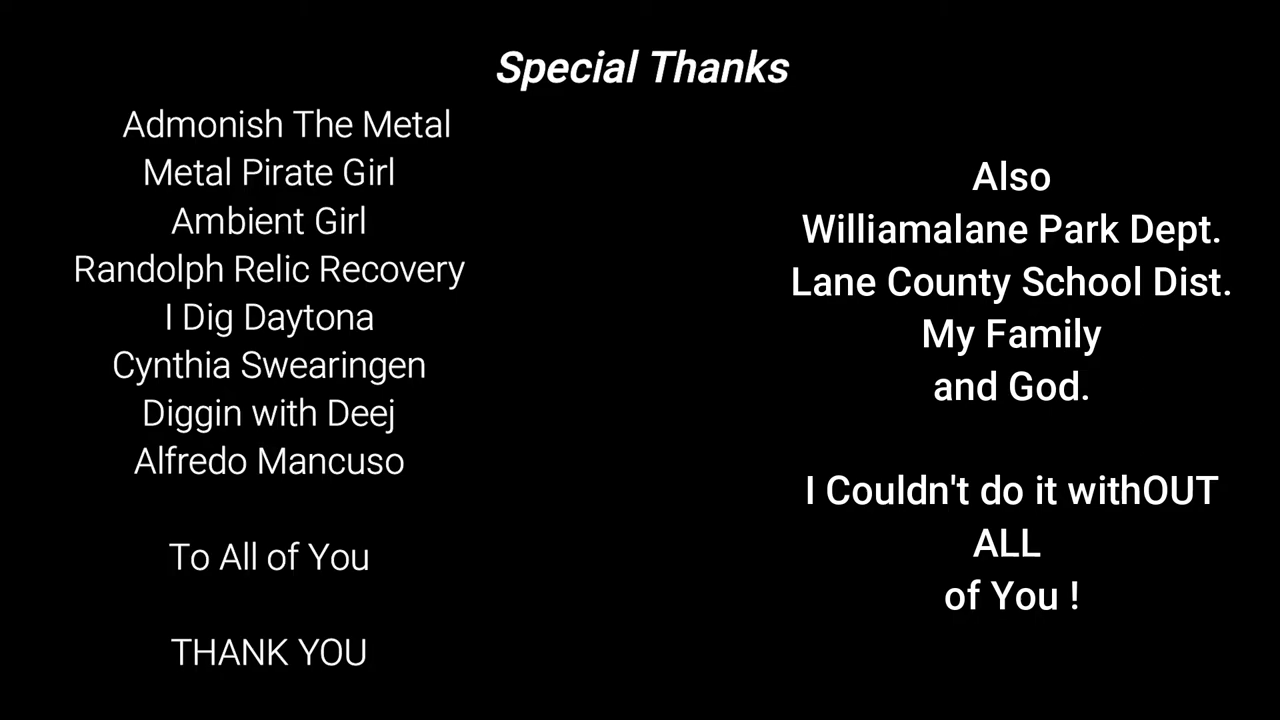 Special Thanks
Admonish The Metal
Metal Pirate Girl
Ambient Girl
Randolph Relic Recovery
I Dig Daytona
Cynthia Swearingen
Diggin with Deej
Alfredo Mancuso
To All of You
THANK YOU
Also
Williamalane Park Dept.
Lane County School Dist.
My Family
and God.
I Couldn't do it withOUT
ALL
of You !